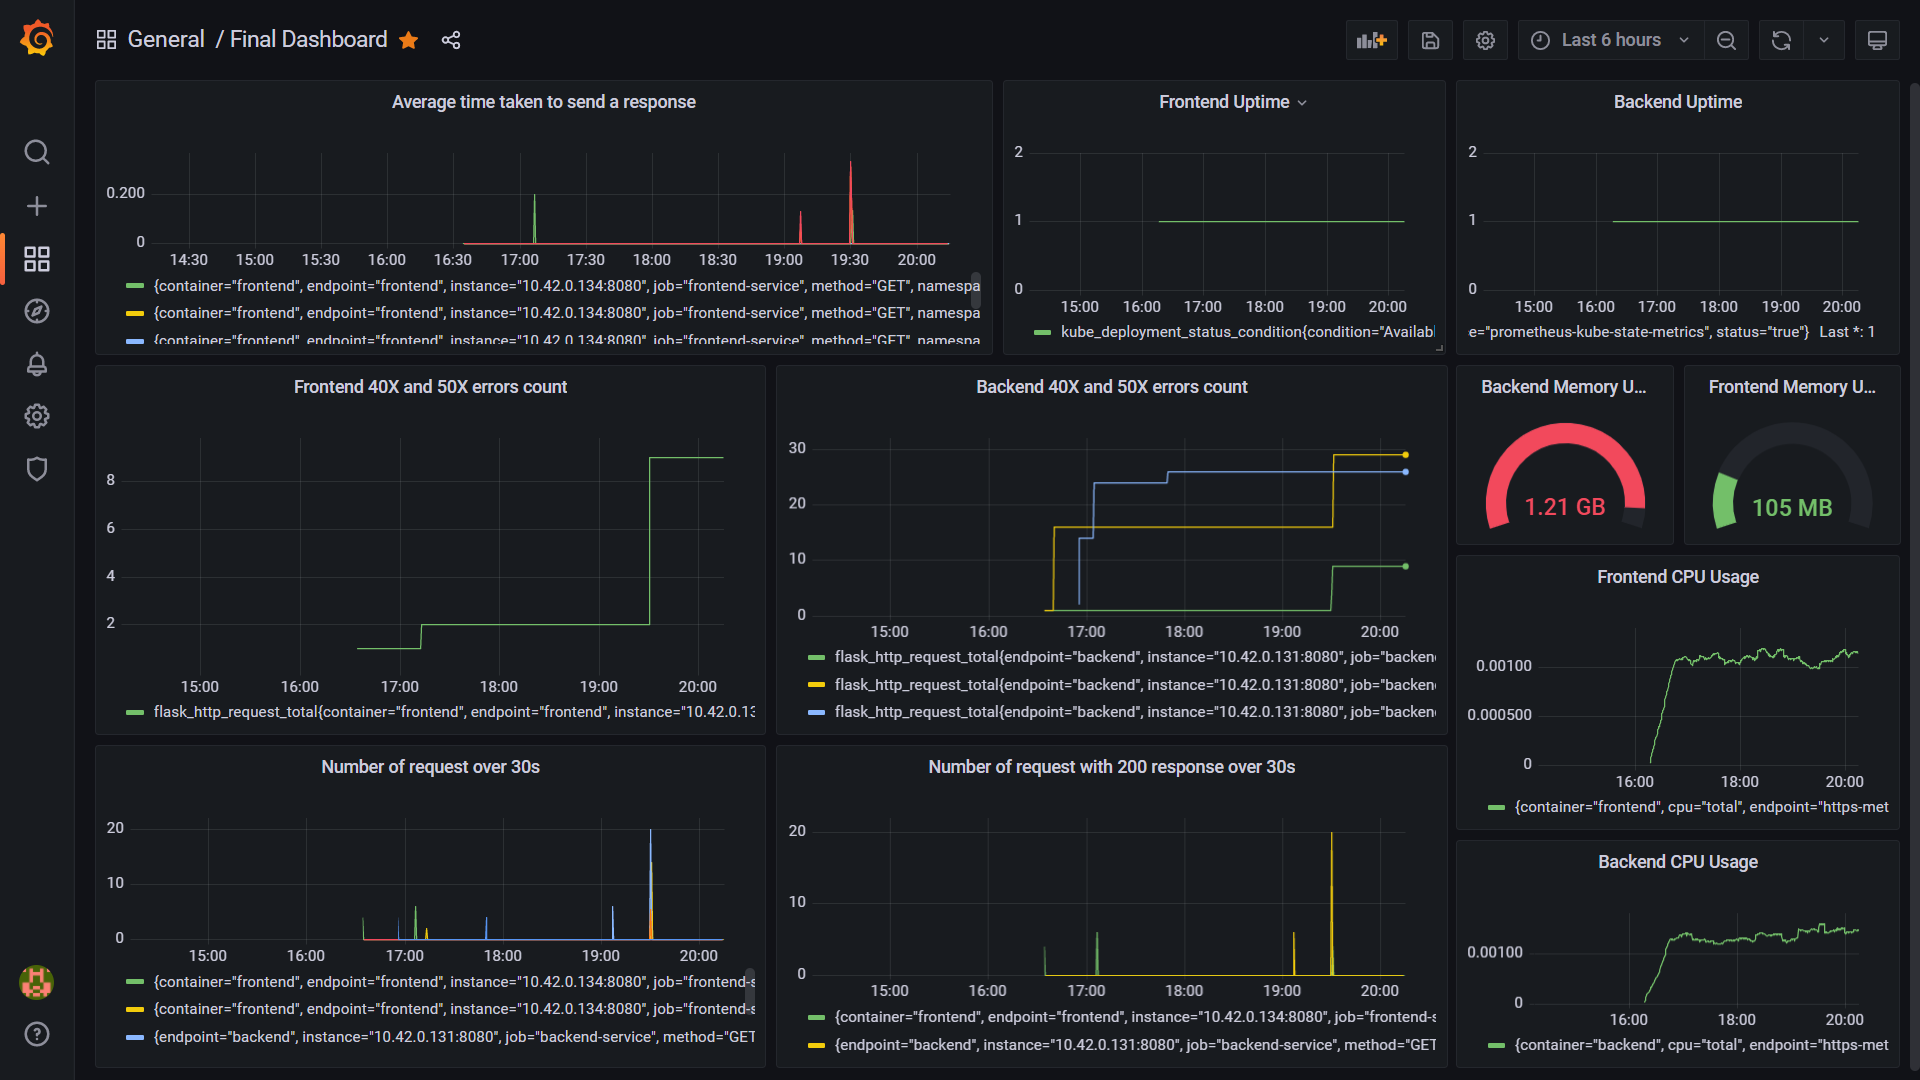 General / Final Dashboard
Last 6 hours
Average time taken to send a response
0.200
0
14:30 15:00 15:30 16:00 16:30 17:00 17:30 18:00 18:30 19:00 19:30 20:00
{container="frontend", endpoint="frontend", instance="10.42.0.134:8080", job="frontend-service", method="GET", namespa
{container="frontend", endpoint="frontend", instance="10.42.0.134:8080", job="frontend-service", method="GET", namespa
{container="frontend", endpoint="frontend", instance="10.42.0.134:8080", job="frontend-service", method="GET", namespa
Frontend Uptime
2
1
0
15:00 16:00 17:00 18:00 19:00 20:00
kube_deployment_status_condition{condition="Availabl
Backend Uptime
2
1
0
15:00 16:00 17:00 18:00 19:00 20:00
e="prometheus-kube-state-metrics", status="true"} Last *: 1
Frontend 40X and 50X errors count
8
6
4
2
15:00 16:00 17:00 18:00 19:00 20:00
flask_http_request_total{container="frontend", endpoint="frontend", instance="10.42.0.13
Backend 40X and 50X errors count
30
20
10
0
15:00 16:00 17:00 18:00 19:00 20:00
flask_http_request_total{endpoint="backend", instance="10.42.0.131:8080", job="backen
flask_http_request_total{endpoint="backend", instance="10.42.0.131:8080", job="backen
flask_http_request_total{endpoint="backend", instance="10.42.0.131:8080", job="backen
Backend Memory U...
1.21 GB
Frontend Memory U...
105 MB
Frontend CPU Usage
0.00100
0.000500
0
16:00 18:00 20:00
{container="frontend", cpu="total", endpoint="https-met
Number of request over 30s
20
10
0
15:00 16:00 17:00 18:00 19:00 20:00
{container="frontend", endpoint="frontend", instance="10.42.0.134:8080", job="frontend-s
{container="frontend", endpoint="frontend", instance="10.42.0.134:8080", job="frontend-s
{endpoint="backend", instance="10.42.0.131:8080", job="backend-service", method="GET
Number of request with 200 response over 30s
20
10
0
15:00 16:00 17:00 18:00 19:00 20:00
{container="frontend", endpoint="frontend", instance="10.42.0.134:8080", job="frontend-s
{endpoint="backend", instance="10.42.0.131:8080", job="backend-service", method="GET
Backend CPU Usage
0.00100
0
16:00 18:00 20:00
{container="backend", cpu="total", endpoint="https-met